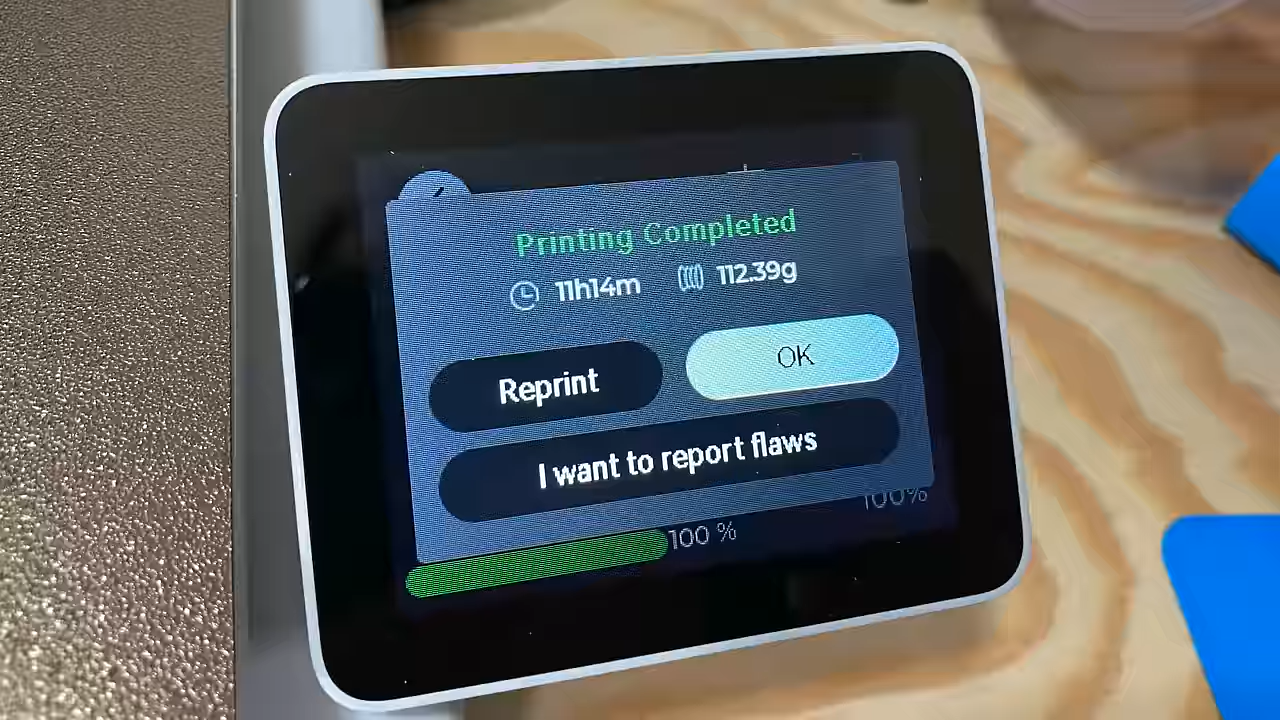 Printing Completed
11h14m 112.39g
Reprint OK
I want to report flaws
100%
100 %